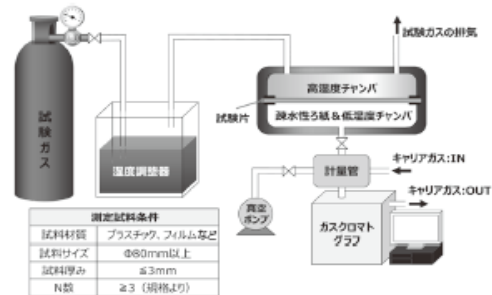 試験ガスの排気
高湿度チャンバ
試験片
疎水性ろ紙＆低湿度チャンバ
試験ガス
湿度調整器
計量管
キャリアガス:IN
キャリアガス:OUT
真空
ポンプ
ガスクロマト
グラフ
測定試料条件
試料材質 プラスチック、フィルムなど
試料サイズ Φ80mm以上
試料厚み ≦3mm
N数 ≧3（規格より）